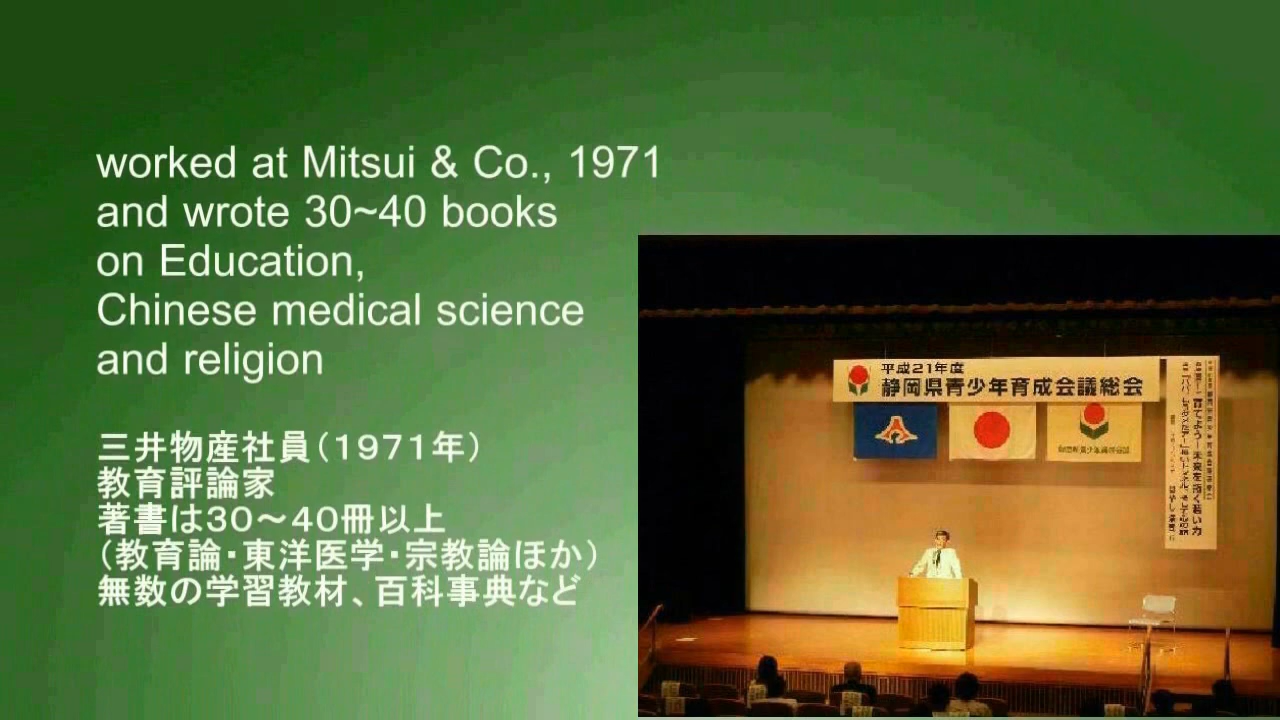 worked at Mitsui & Co., 1971
and wrote 30~40 books
on Education,
Chinese medical science
and religion
三井物産社員(1971年)
教育評論家
著書は30~40冊以上
(教育論・東洋医学・宗教論ほか)
無数の学習教材、百科事典など
平成21年度
静岡県青少年育成会議総会